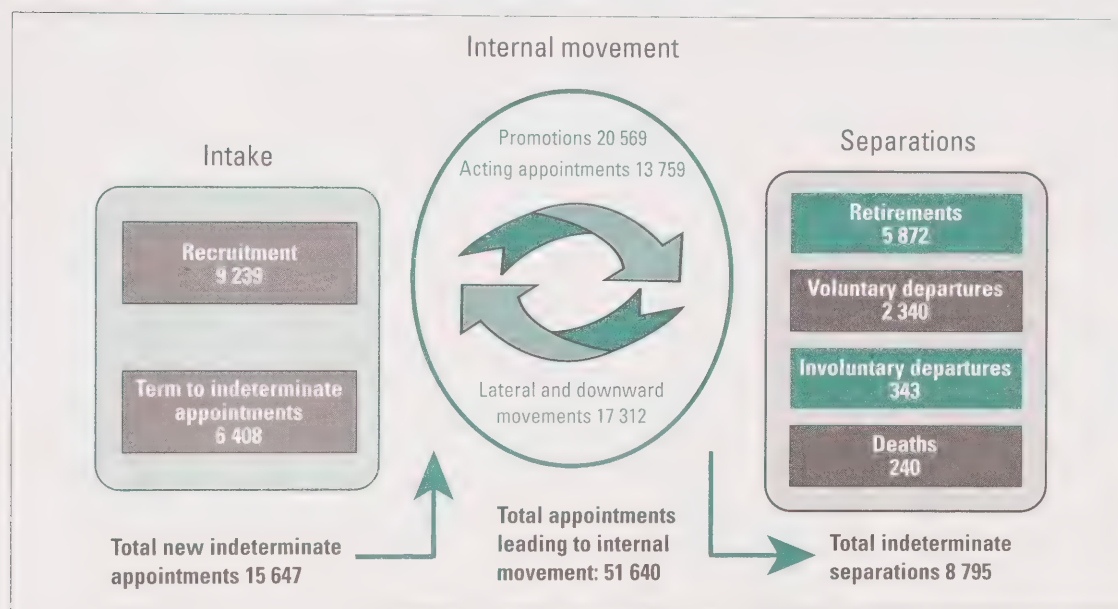 Internal movement
Intake
Recruitment
9 239
Term to indeterminate
appointments
6 408
Total new indeterminate
appointments 15 647
Promotions 20 569
Acting appointments 13 759
Lateral and downward
movements 17 312
Total appointments
leading to internal
movement: 51 640
Separations
Retirements
5 872
Voluntary departures
2 340
Involuntary departures
343
Deaths
240
Total indeterminate
separations 8 795